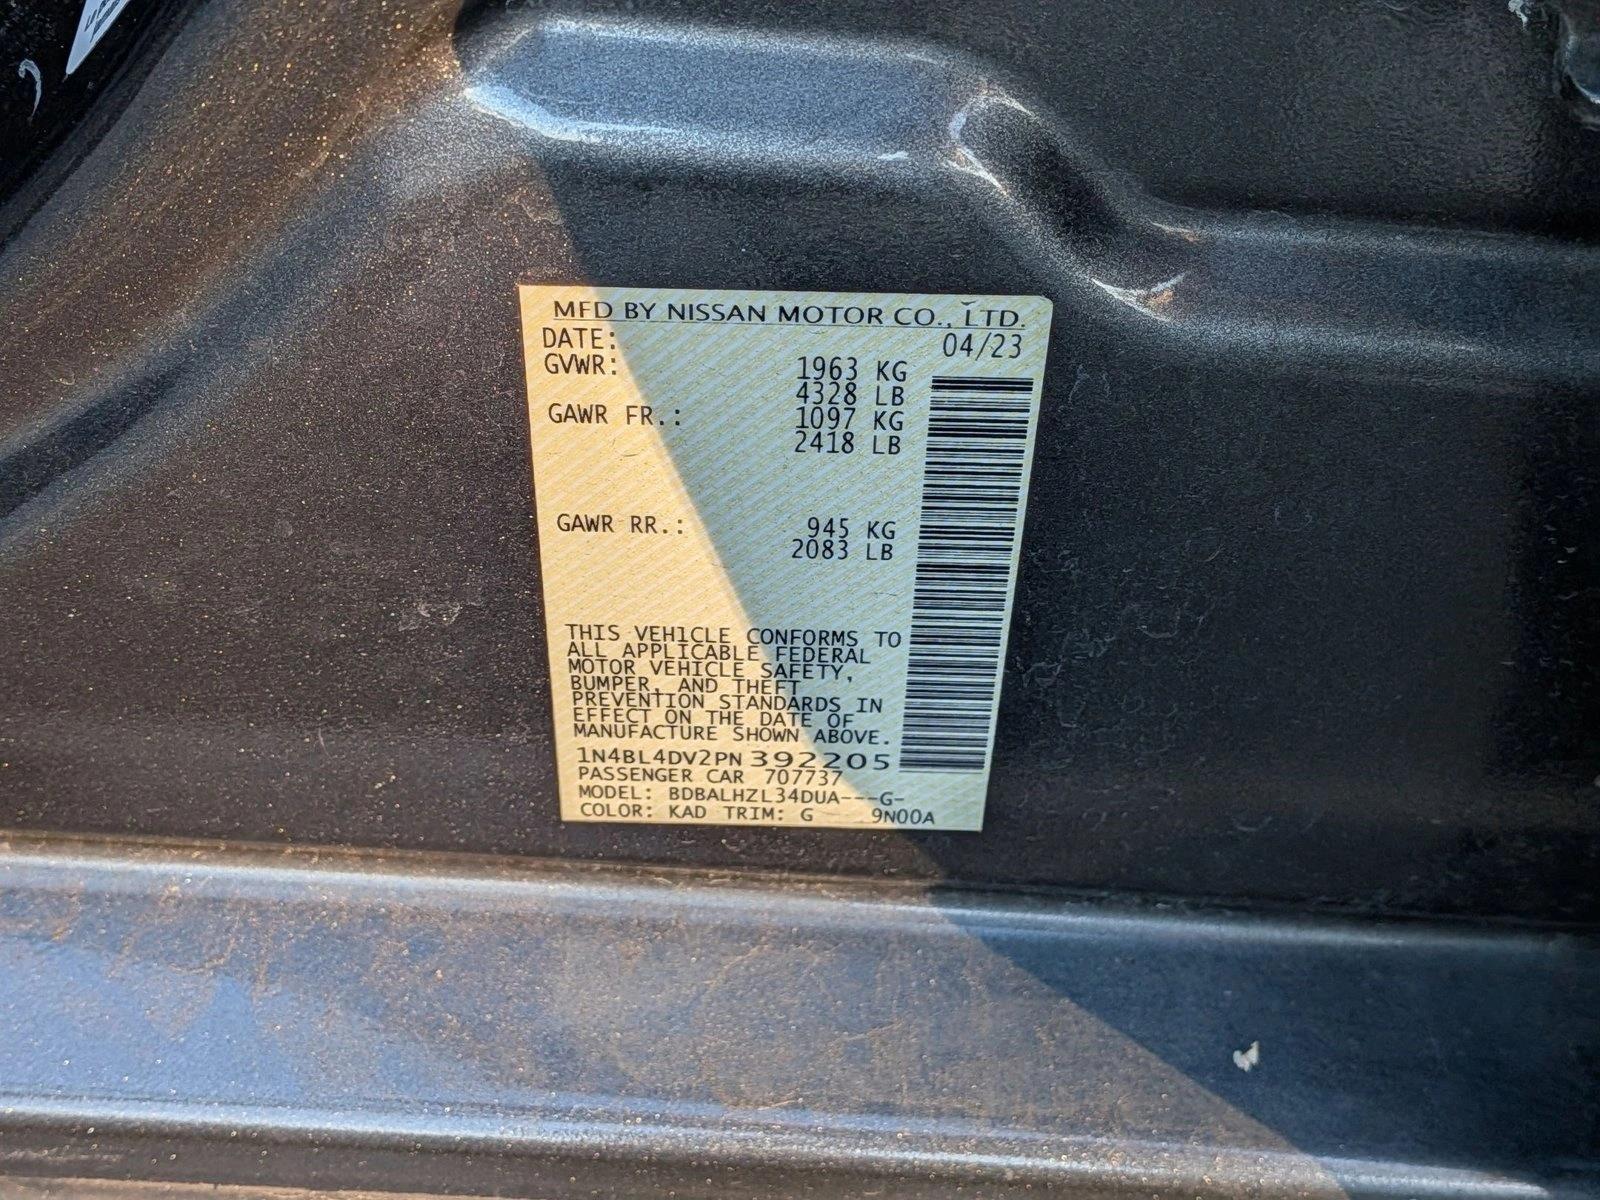 MFD BY NISSAN MOTOR CO., LTD.
DATE: 04/23
GVWR: 1963 KG
4328 LB
GAWR FR.: 1097 KG
2418 LB
GAWR RR.: 945 KG
2083 LB
THIS VEHICLE CONFORMS TO
ALL APPLICABLE FEDERAL
MOTOR VEHICLE SAFETY,
BUMPER, AND THEFT
PREVENTION STANDARDS IN
EFFECT ON THE DATE OF
MANUFACTURE SHOWN ABOVE.
1N4BL4DV2PN392205
PASSENGER CAR 707737
MODEL: BDBALHZL34DUA---G-
COLOR: KAD TRIM: G 9N00A